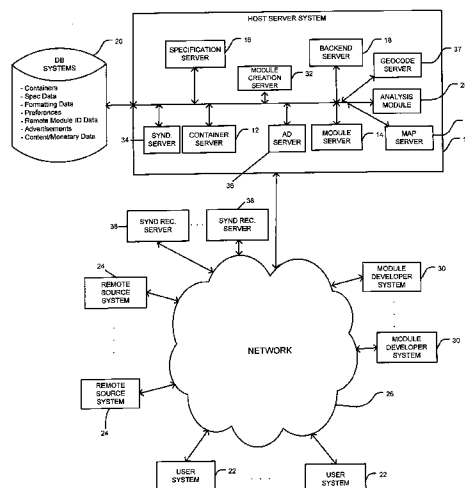 HOST SERVER SYSTEM
20
SPECIFICATION
SERVER
16
BACKEND
SERVER
18
37
MODULE
CREATION
SERVER
32
GEOCODE
SERVER
DB
SYSTEMS
- Containers
- Spec Data
- Formatting Data
- Preferences
- Remote Module ID Data
- Advertisements
- Content/Monetary Data
ANALYSIS
MODULE
SYND.
SERVER
34
CONTAINER
SERVER
12
AD
SERVER
36
MODULE
SERVER
14
MAP
SERVER
38
38
SYND REC.
SERVER
SYND REC.
SERVER
24
REMOTE
SOURCE
SYSTEM
MODULE
DEVELOPER
SYSTEM
30
NETWORK
MODULE
DEVELOPER
SYSTEM
30
REMOTE
SOURCE
SYSTEM
24
26
USER
SYSTEM
22
USER
SYSTEM
22